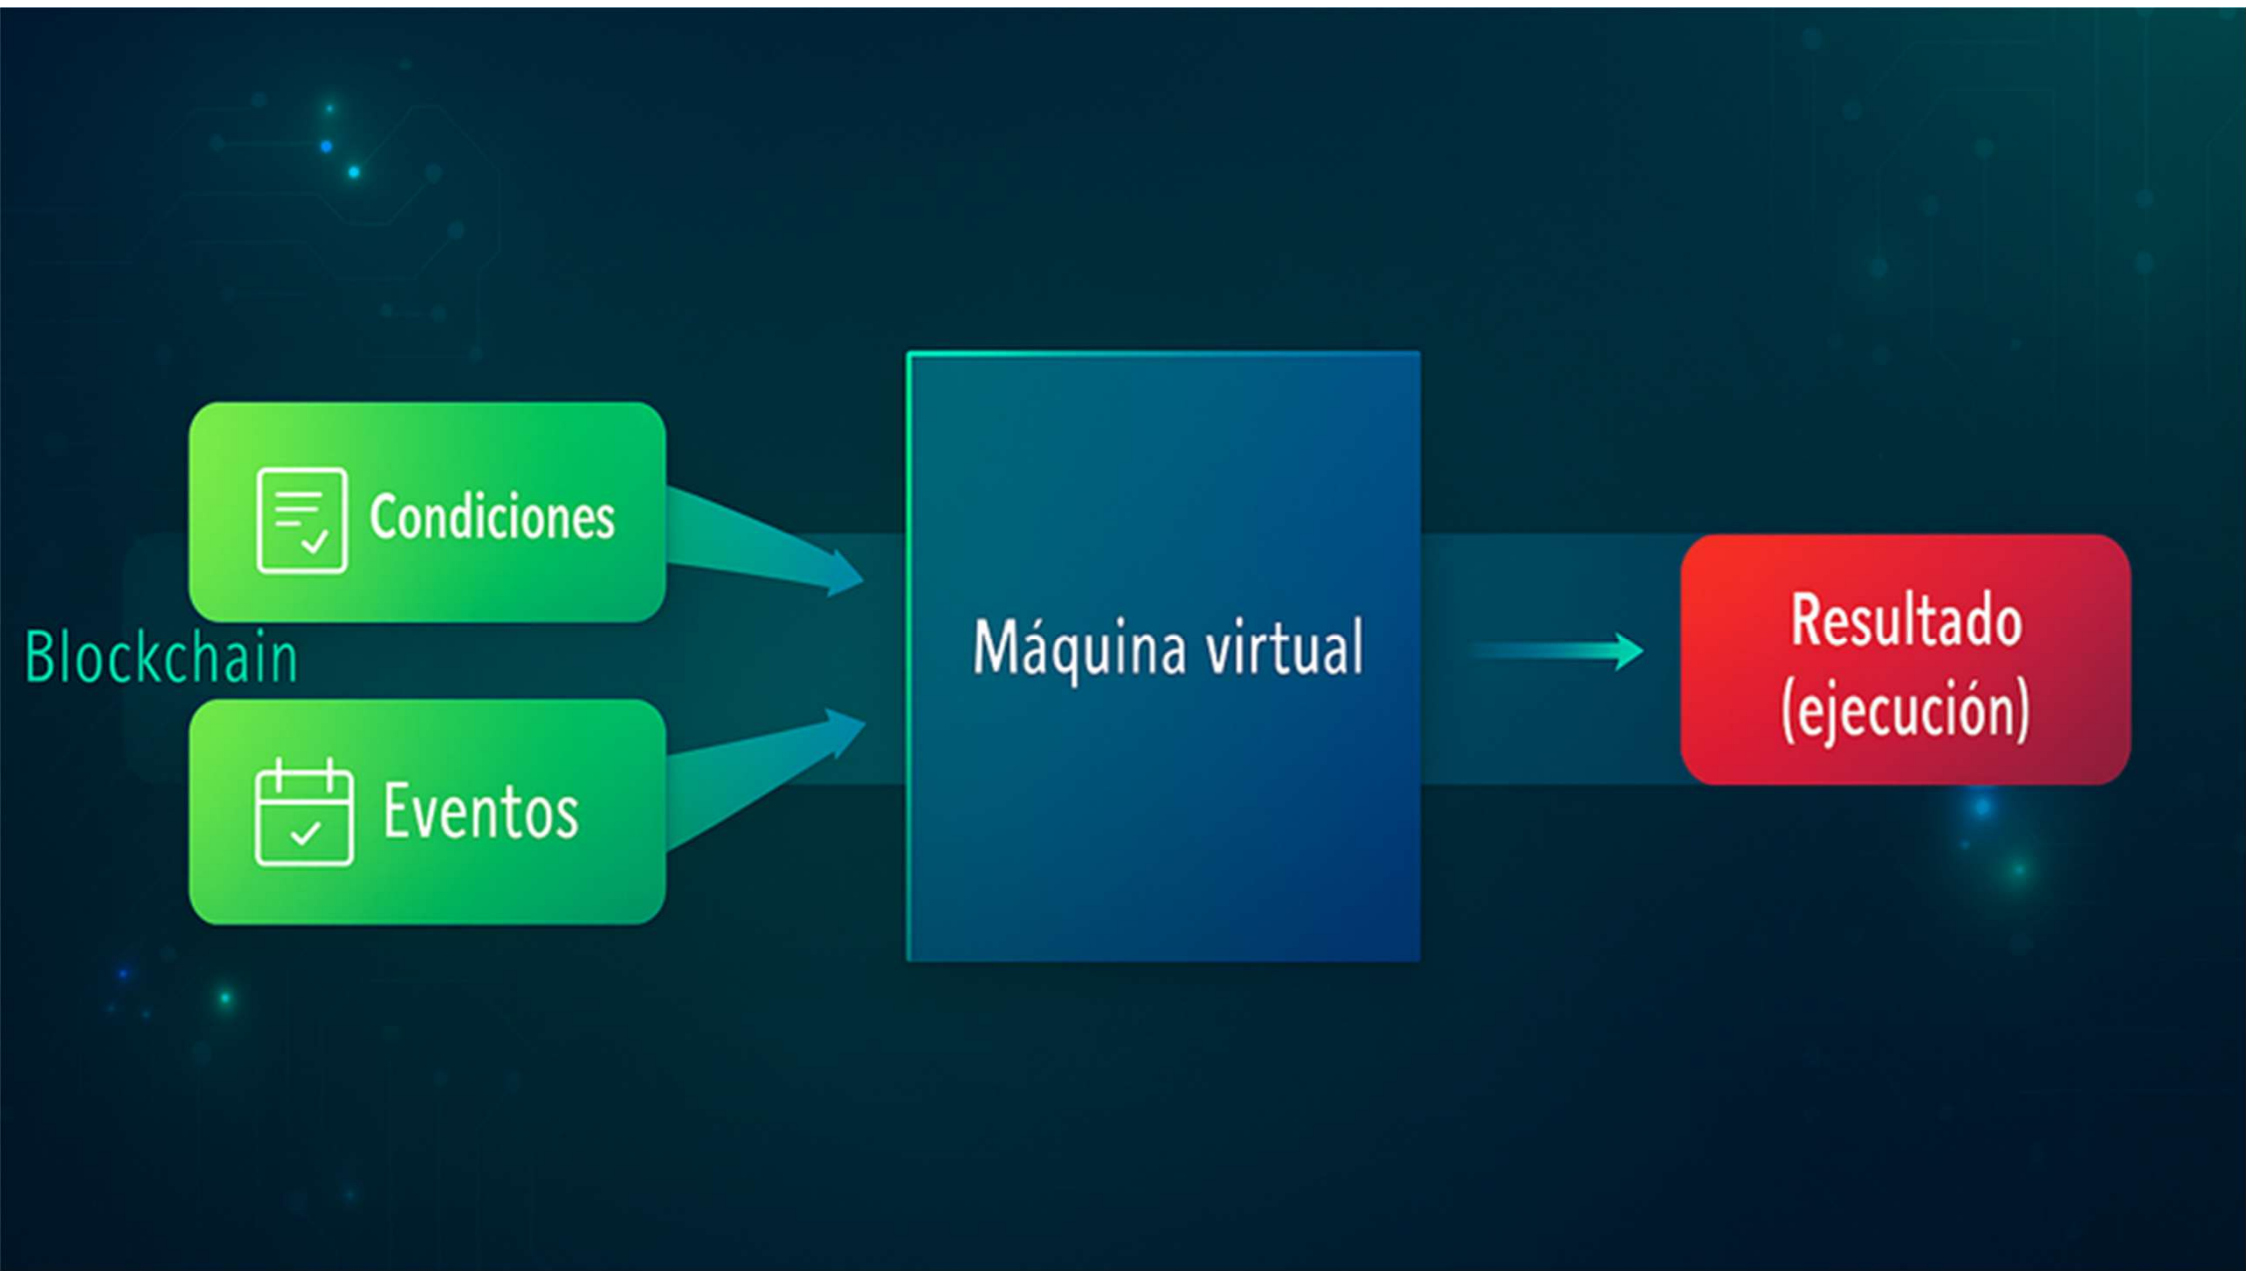 Condiciones
Blockchain
Eventos
Máquina virtual
Resultado
(ejecución)